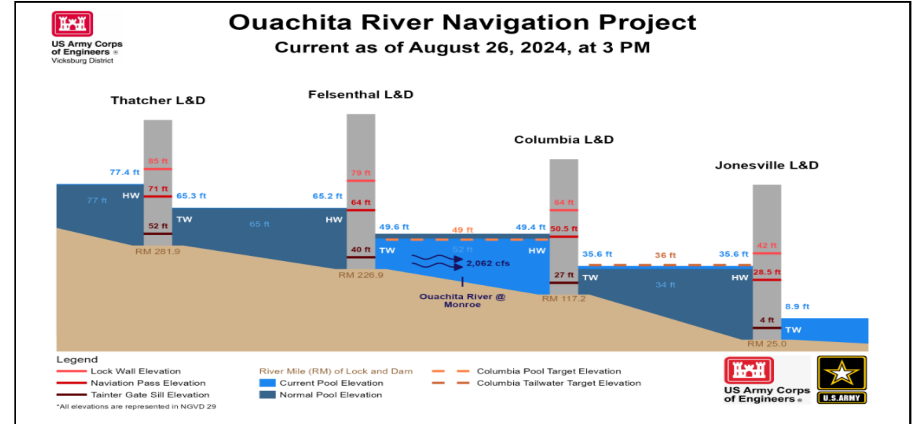 US Army Corps
of Engineers ®
Vicksburg District
Ouachita River Navigation Project
Current as of August 26, 2024, at 3 PM
Thatcher L&D
Felsenthal L&D
Columbia L&D
Jonesville L&D
77.4 ft
77 ft
HW
85 ft
71 ft
52 ft
RM 281.9
65.3 ft
TW
65 ft
65.2 ft
HW
79 ft
64 ft
40 ft
RM 226.9
49.6 ft
TW
49 ft
52 ft
2,062 cfs
Ouachita River @
Monroe
49.4 ft
HW
64 ft
50.5 ft
27 ft
RM 117.2
35.6 ft
TW
36 ft
34 ft
35.6 ft
HW
42 ft
28.5 ft
4 ft
RM 25.0
8.9 ft
TW
Legend
Lock Wall Elevation
Naviation Pass Elevation
Tainter Gate Sill Elevation
*All elevations are represented in NGVD 29
River Mile (RM) of Lock and Dam
Current Pool Elevation
Normal Pool Elevation
Columbia Pool Target Elevation
Columbia Tailwater Target Elevation
US Army Corps
of Engineers ®
U.S.ARMY